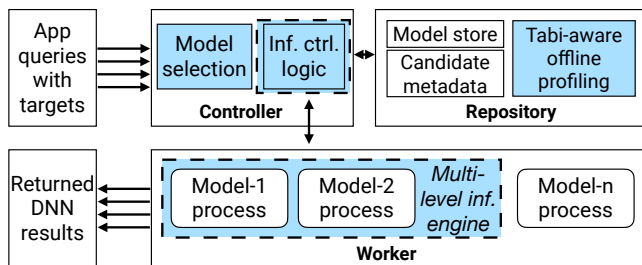 App
queries
with
targets
Model
selection
Inf. ctrl.
logic
Controller
Model store
Candidate
metadata
Tabi-aware
offline
profiling
Repository
Returned
DNN
results
Model-1
process
Model-2
process
Multi-
level inf.
engine
Model-n
process
Worker